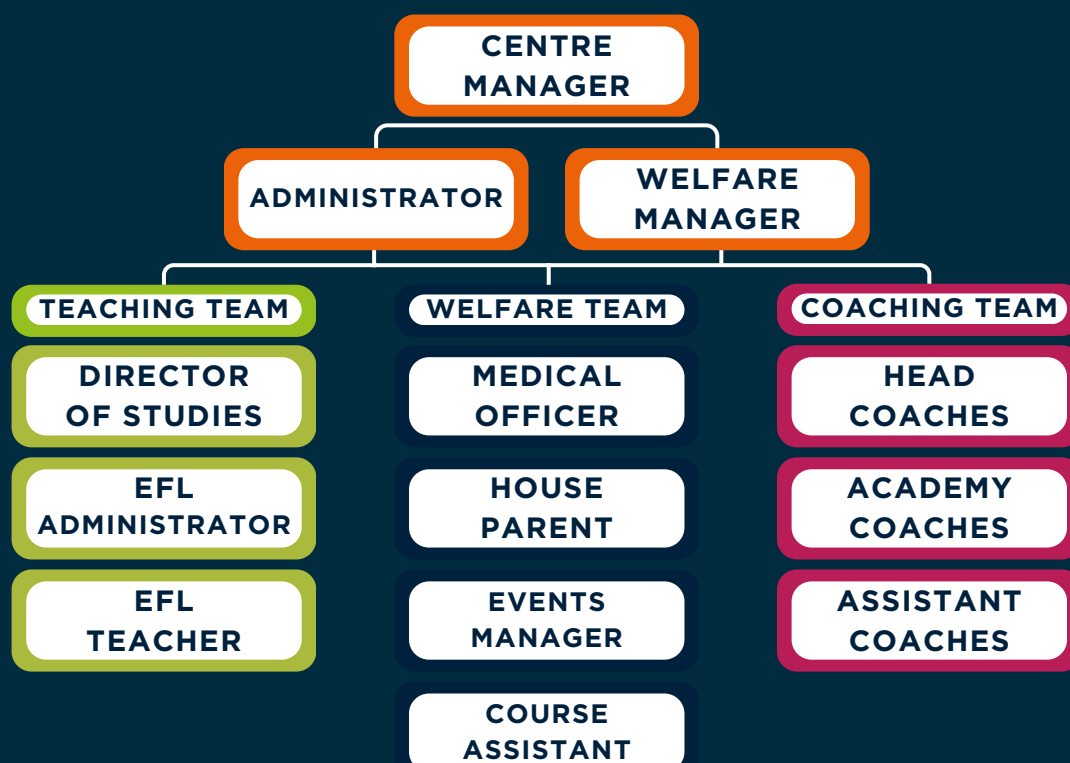 CENTRE
MANAGER
ADMINISTRATOR
WELFARE
MANAGER
TEACHING TEAM
DIRECTOR
OF STUDIES
EFL
ADMINISTRATOR
EFL
TEACHER
WELFARE TEAM
MEDICAL
OFFICER
HOUSE
PARENT
EVENTS
MANAGER
COURSE
ASSISTANT
COACHING TEAM
HEAD
COACHES
ACADEMY
COACHES
ASSISTANT
COACHES